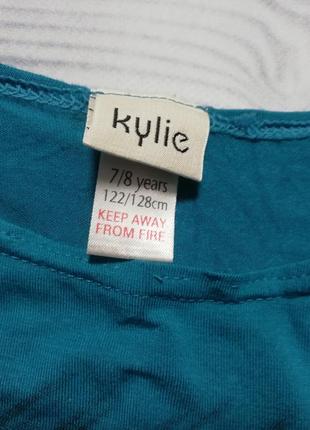 kylie
7/8 years
122/128cm
KEEP AWAY
FROM FIRE